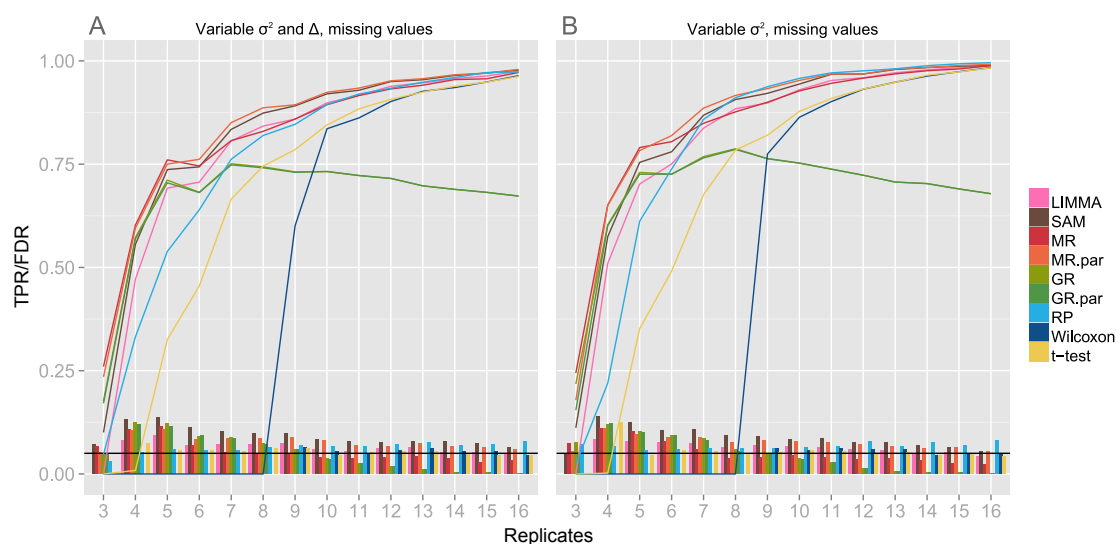 A
Variable σ² and Δ, missing values
B
Variable σ², missing values
TPR/FDR
1.00
0.75
0.50
0.25
0.00
3 4 5 6 7 8 9 10 11 12 13 14 15 16
3 4 5 6 7 8 9 10 11 12 13 14 15 16
Replicates
LIMMA
SAM
MR
MR.par
GR
GR.par
RP
Wilcoxon
t−test